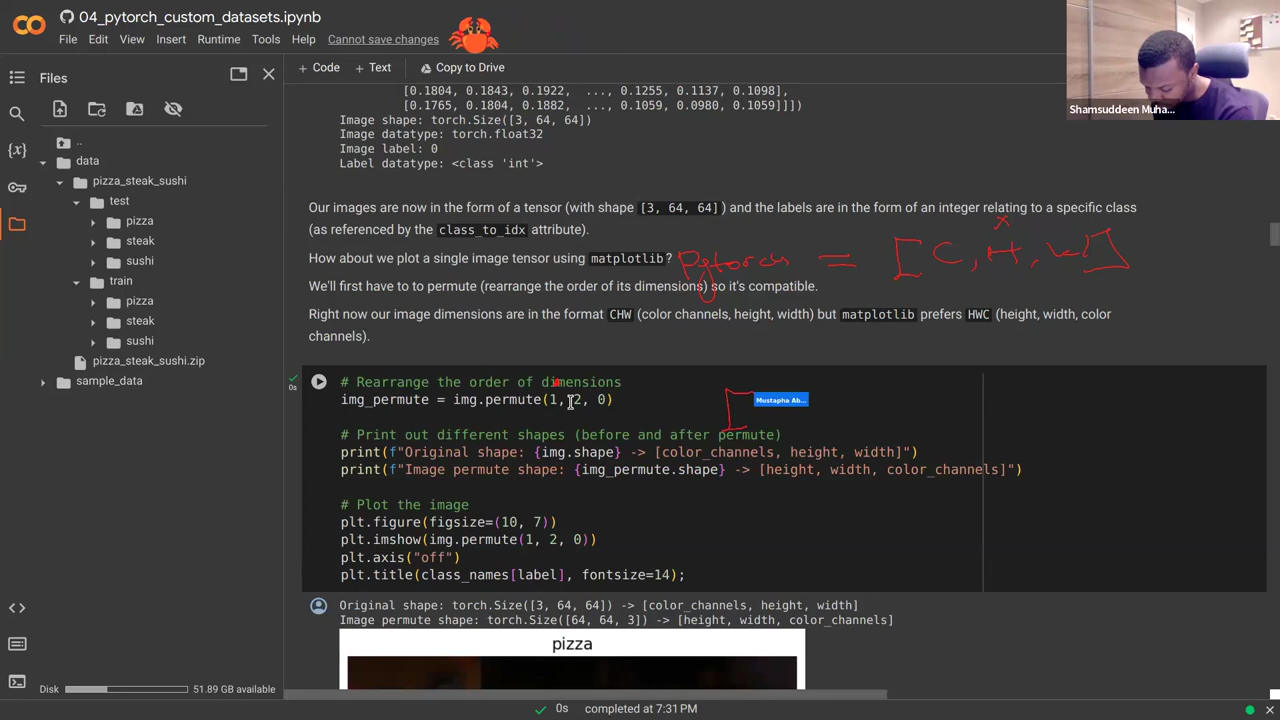 04_pytorch_custom_datasets.ipynb
File Edit View Insert Runtime Tools Help Cannot save changes
Files
+ Code + Text Copy to Drive
Shamsuddeen Muha...
..
data
pizza_steak_sushi
test
pizza
steak
sushi
train
pizza
steak
sushi
pizza_steak_sushi.zip
sample_data
Disk 51.89 GB available
[0.1804, 0.1843, 0.1922, ..., 0.1255, 0.1137, 0.1098],
[0.1765, 0.1804, 0.1882, ..., 0.1059, 0.0980, 0.1059]]])
Image shape: torch.Size([3, 64, 64])
Image datatype: torch.float32
Image label: 0
Label datatype: <class 'int'>
Our images are now in the form of a tensor (with shape [3, 64, 64]) and the labels are in the form of an integer relating to a specific class
(as referenced by the class_to_idx attribute).
x
How about we plot a single image tensor using matplotlib?
Pytorch = [C, H, W]
We'll first have to to permute (rearrange the order of its dimensions) so it's compatible.
Right now our image dimensions are in the format CHW (color channels, height, width) but matplotlib prefers HWC (height, width, color
channels).
# Rearrange the order of dimensions
img_permute = img.permute(1, 2, 0)
[
Mustapha Ab...
# Print out different shapes (before and after permute)
print(f"Original shape: {img.shape} -> [color_channels, height, width]")
print(f"Image permute shape: {img_permute.shape} -> [height, width, color_channels]")
# Plot the image
plt.figure(figsize=(10, 7))
plt.imshow(img.permute(1, 2, 0))
plt.axis("off")
plt.title(class_names[label], fontsize=14);
0s
Original shape: torch.Size([3, 64, 64]) -> [color_channels, height, width]
Image permute shape: torch.Size([64, 64, 3]) -> [height, width, color_channels]
pizza
0s completed at 7:31 PM